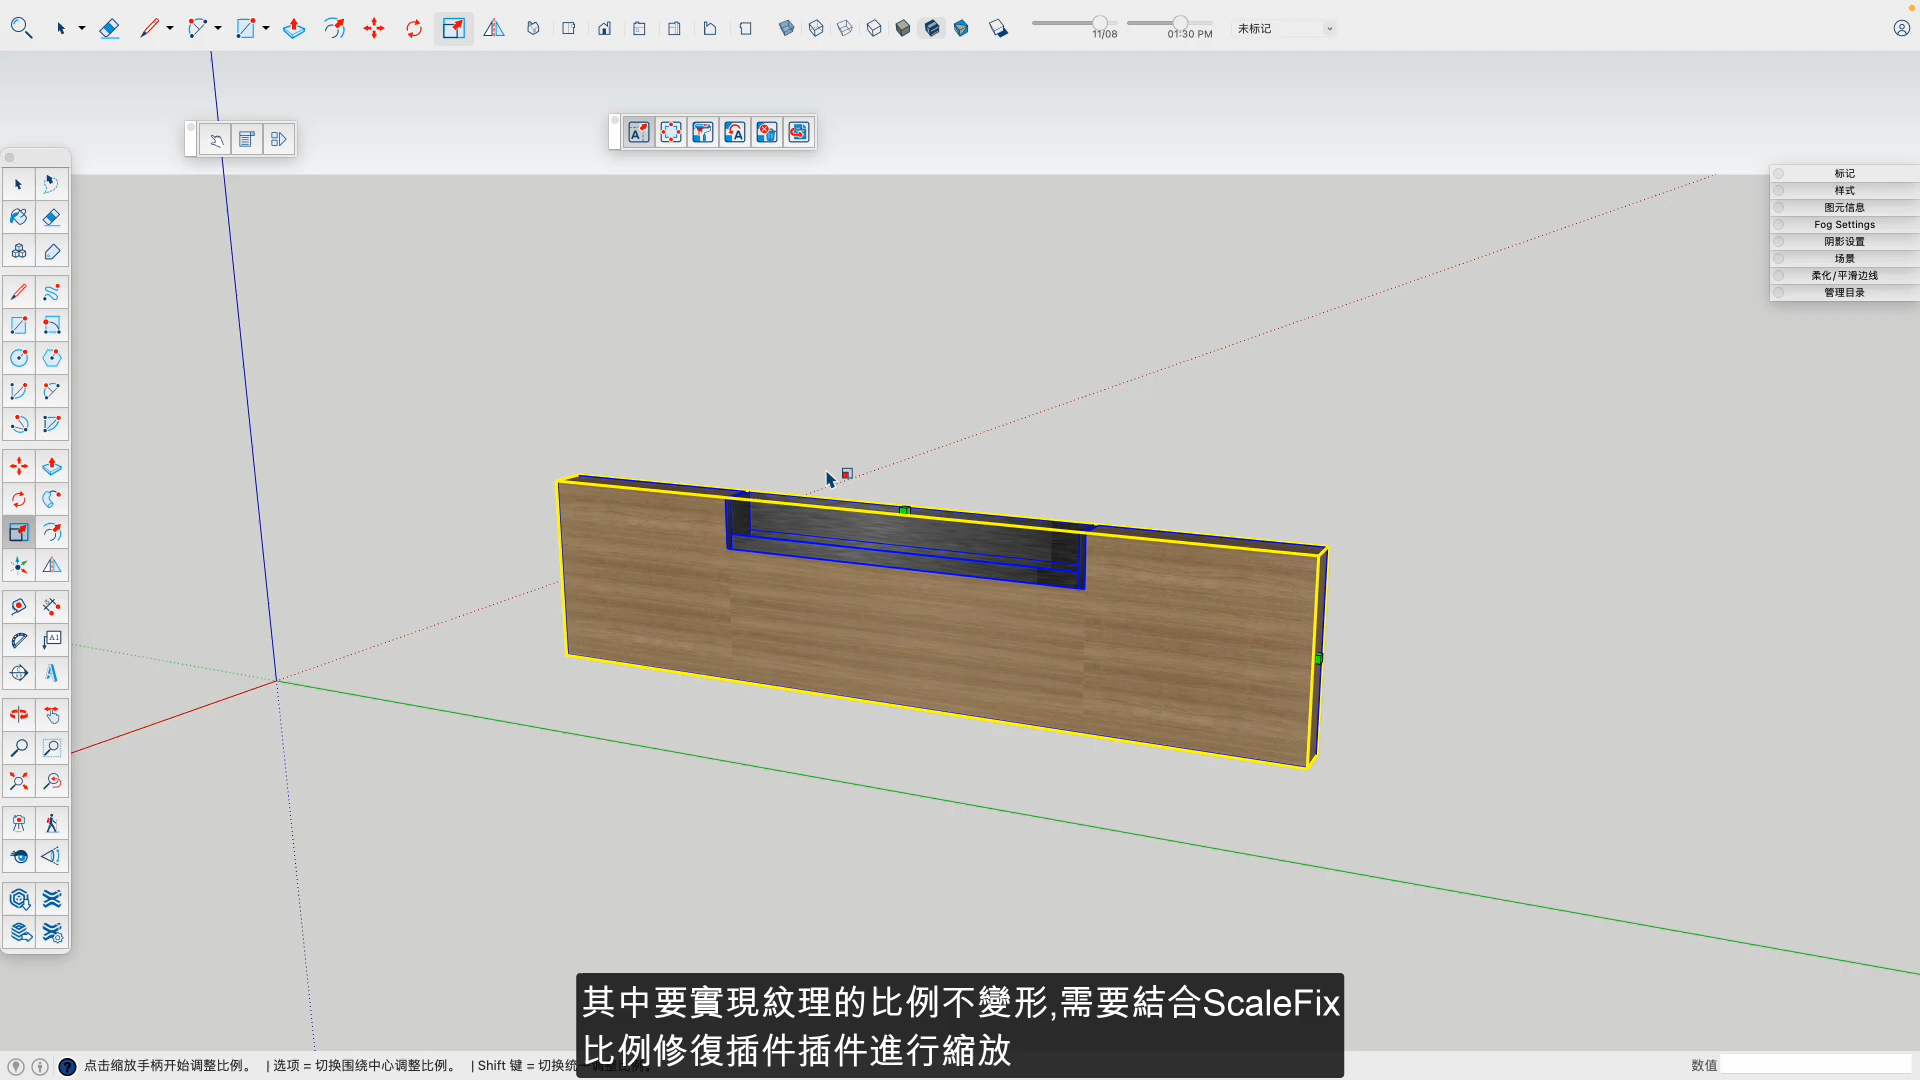 11/08
01:30 PM
未标记
标记
样式
图元信息
Fog Settings
阴影设置
场景
柔化/平滑边线
管理目录
其中要實現紋理的比例不變形,需要結合ScaleFix
比例修復插件插件進行縮放
点击缩放手柄开始调整比例。 | 选项 = 切换围绕中心调整比例。 | Shift 键 = 切换统一调整比例。
数值